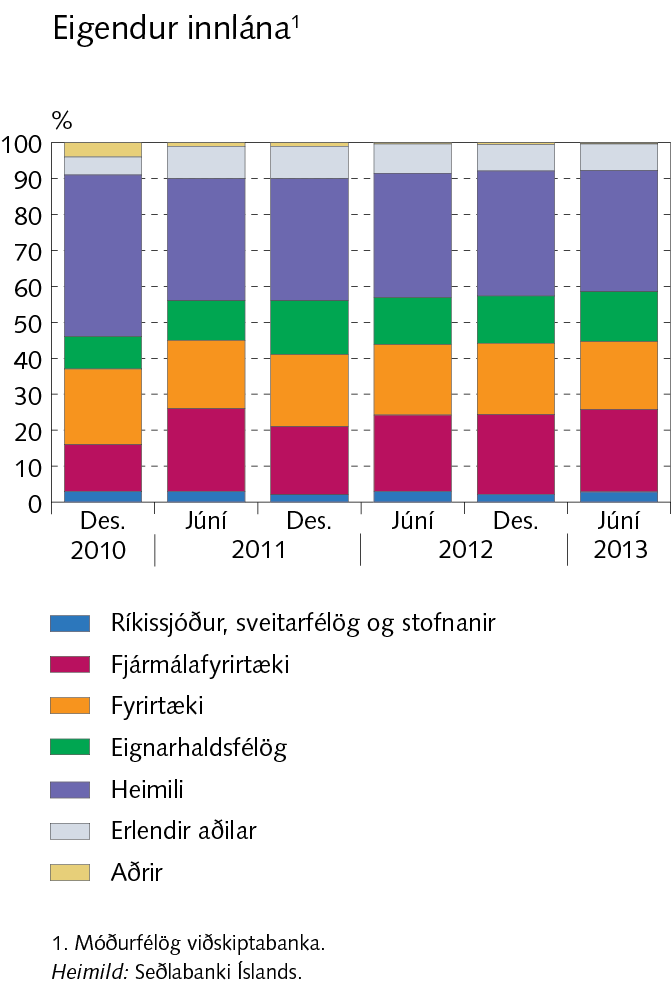 Eigendur innlána¹
%
100
90
80
70
60
50
40
30
20
10
0
Des. Júní Des. Júní Des. Júní
2010 2011 2012 2013
Ríkissjóður, sveitarfélög og stofnanir
Fjármálafyrirtæki
Fyrirtæki
Eignarhaldsfélög
Heimili
Erlendir aðilar
Aðrir
1. Móðurfélög viðskiptabanka.
Heimild: Seðlabanki Íslands.